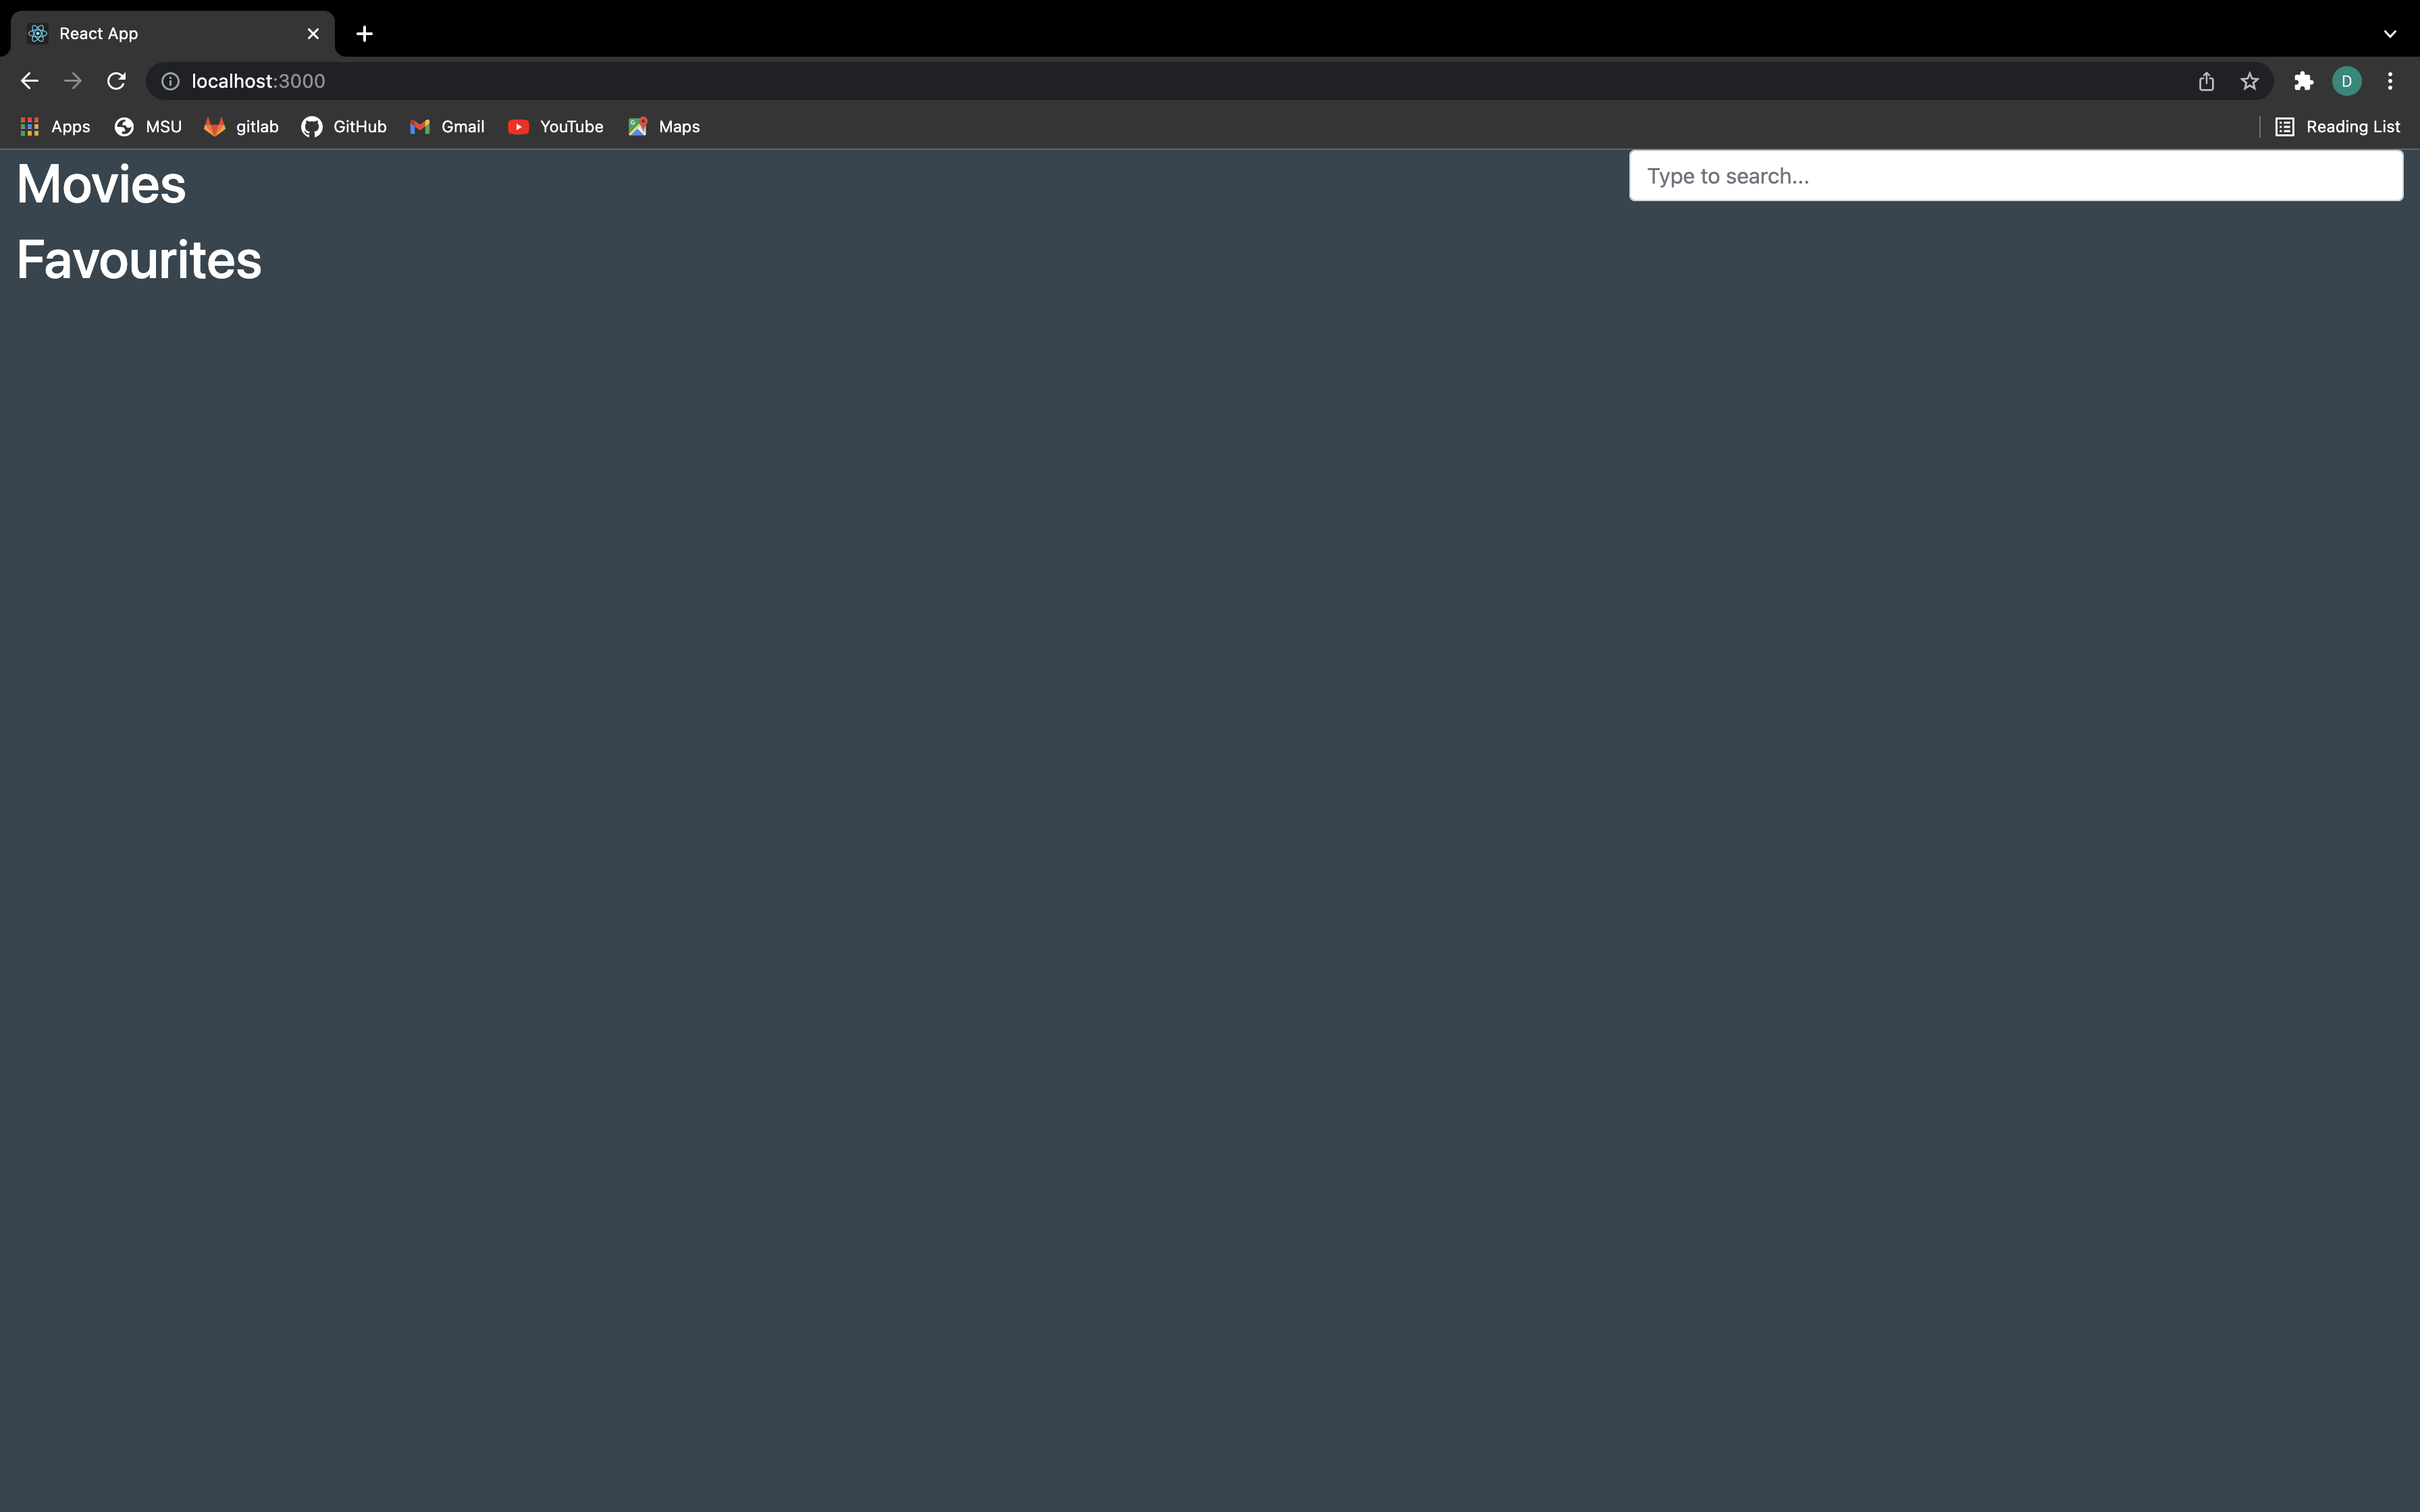 React App
localhost:3000
D
Apps MSU gitlab GitHub Gmail YouTube Maps Reading List
Movies Type to search...
Favourites